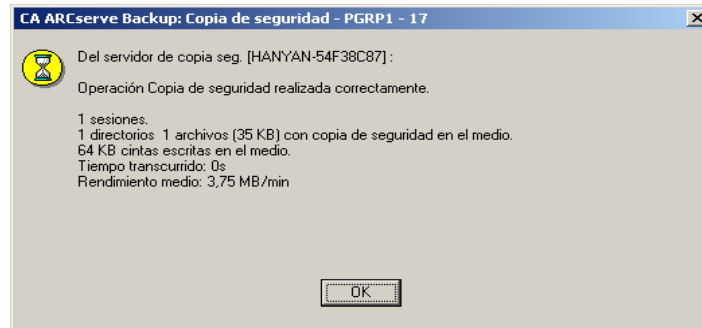 CA ARCserve Backup: Copia de seguridad - PGRP1 - 17
Del servidor de copia seg. [HANYAN-54F38C87] :
Operación Copia de seguridad realizada correctamente.
1 sesiones.
1 directorios 1 archivos (35 KB) con copia de seguridad en el medio.
64 KB cintas escritas en el medio.
Tiempo transcurrido: 0s
Rendimiento medio: 3,75 MB/min
OK